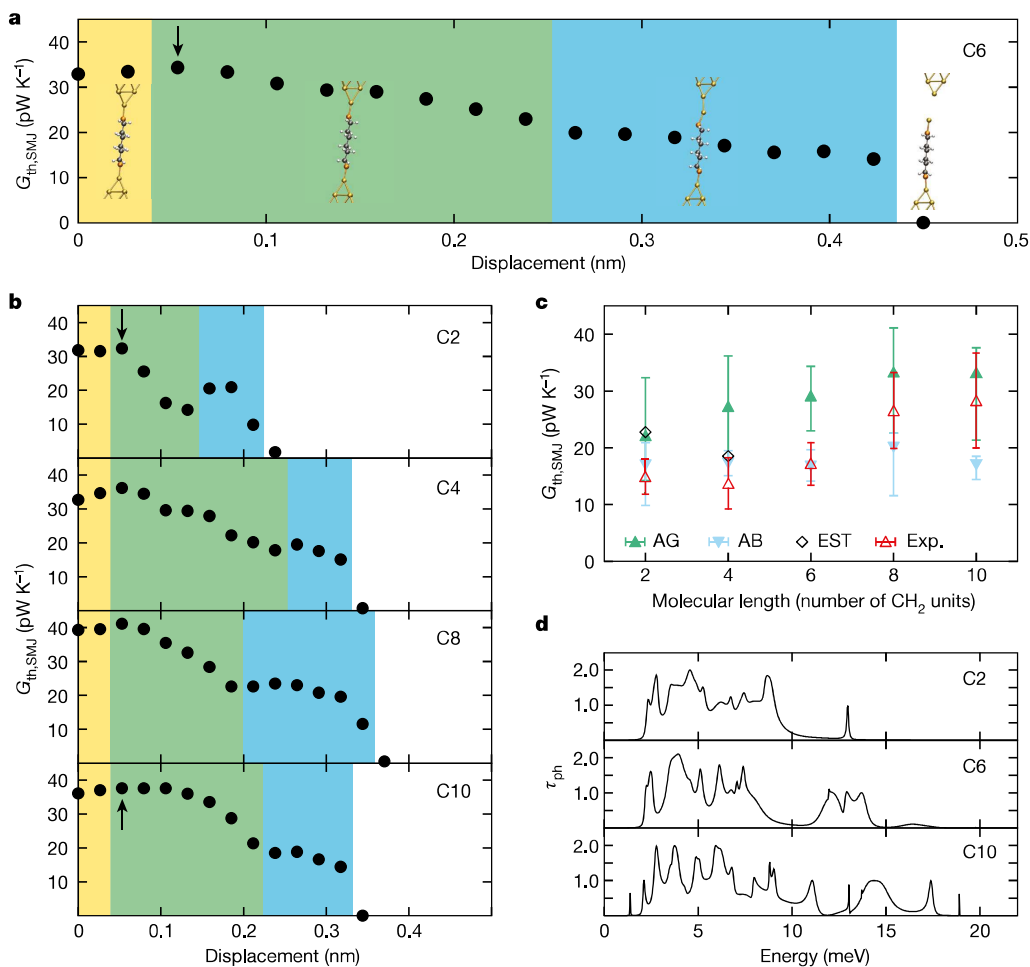 a
C6
G_th,SMJ (pW K⁻¹)
40
30
20
10
0
0 0.1 0.2 0.3 0.4 0.5
Displacement (nm)
b
G_th,SMJ (pW K⁻¹)
C2
40
30
20
10
C4
40
30
20
10
C8
40
30
20
10
C10
40
30
20
10
0 0.1 0.2 0.3 0.4
Displacement (nm)
c
G_th,SMJ (pW K⁻¹)
40
30
20
10
0
AG AB EST Exp.
2 4 6 8 10
Molecular length (number of CH₂ units)
d
τ_ph
C2
2.0
1.0
C6
2.0
1.0
C10
2.0
1.0
0 5 10 15 20
Energy (meV)